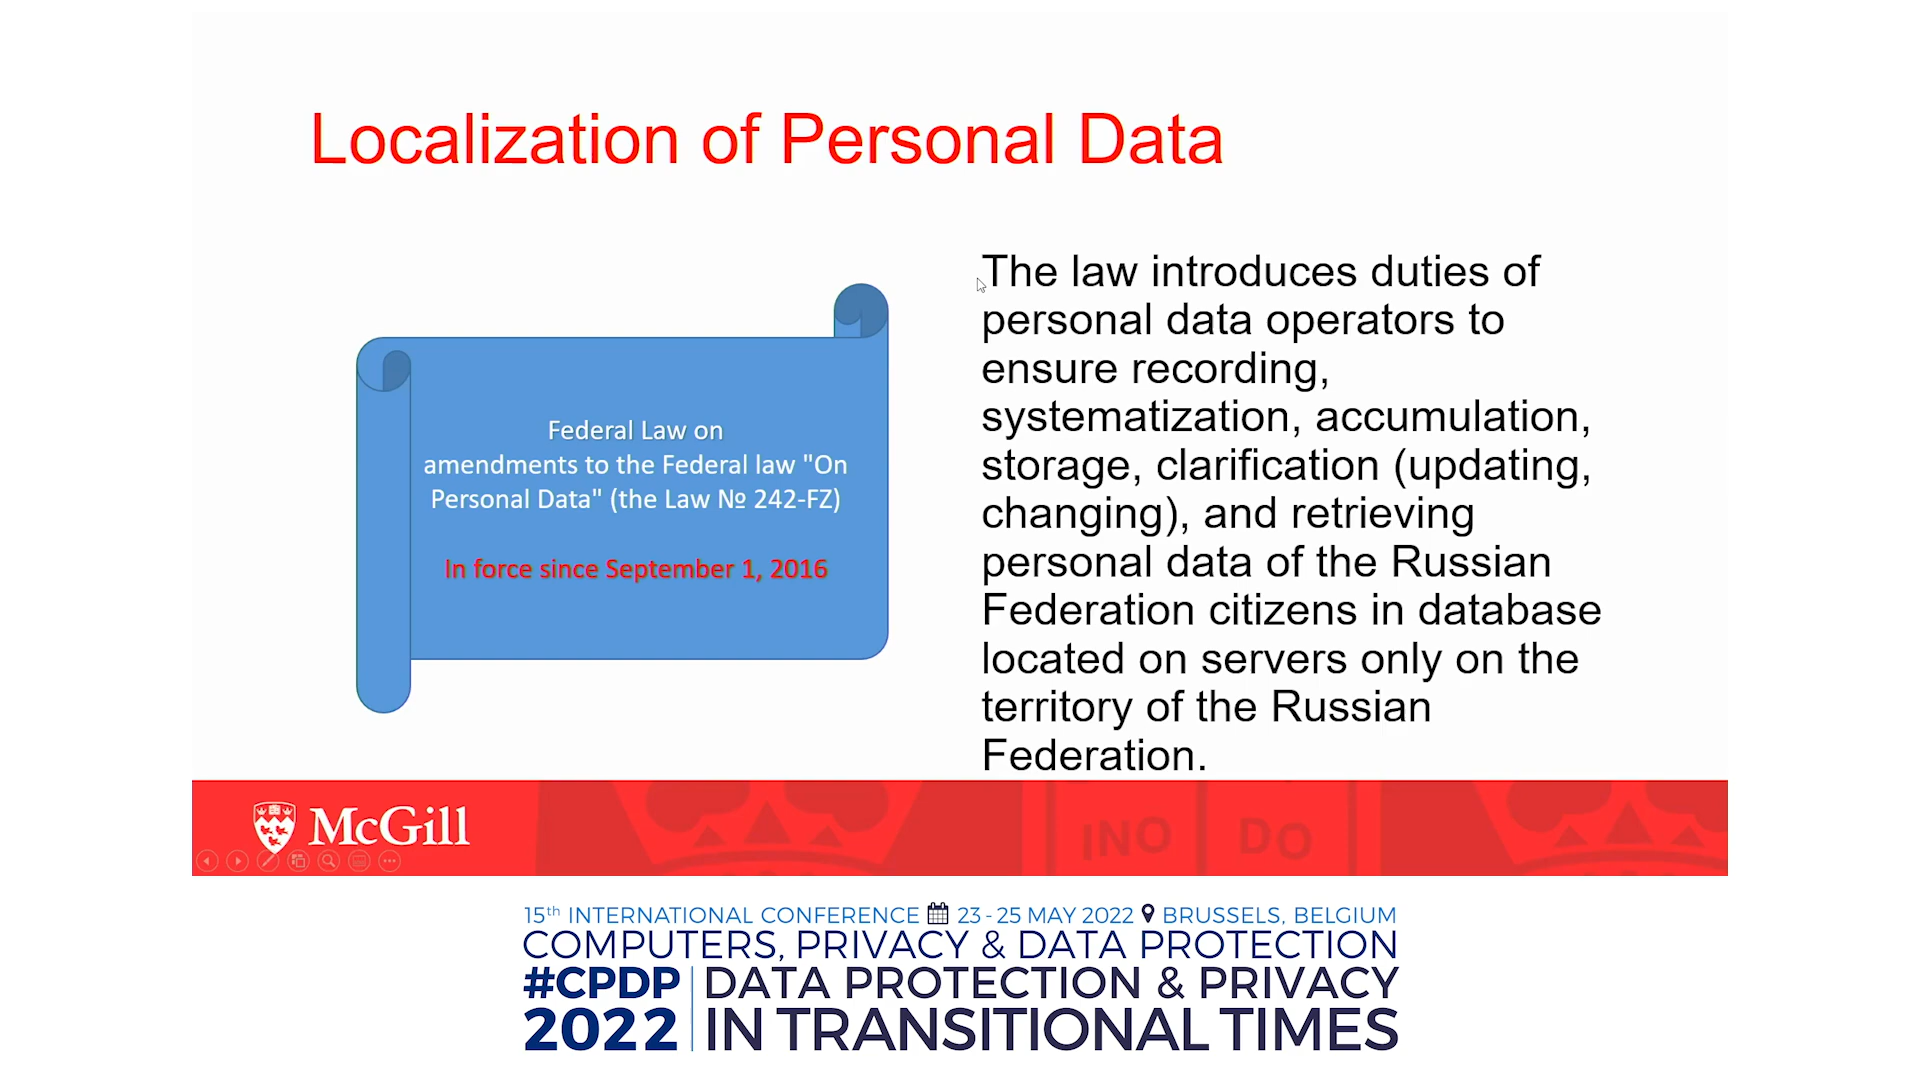 Localization of Personal Data
Federal Law on
amendments to the Federal law "On
Personal Data" (the Law № 242-FZ)
In force since September 1, 2016
The law introduces duties of
personal data operators to
ensure recording,
systematization, accumulation,
storage, clarification (updating,
changing), and retrieving
personal data of the Russian
Federation citizens in database
located on servers only on the
territory of the Russian
Federation.
McGill
INO DO
15th INTERNATIONAL CONFERENCE 23 - 25 MAY 2022 BRUSSELS, BELGIUM
COMPUTERS, PRIVACY & DATA PROTECTION
#CPDP DATA PROTECTION & PRIVACY
2022 IN TRANSITIONAL TIMES